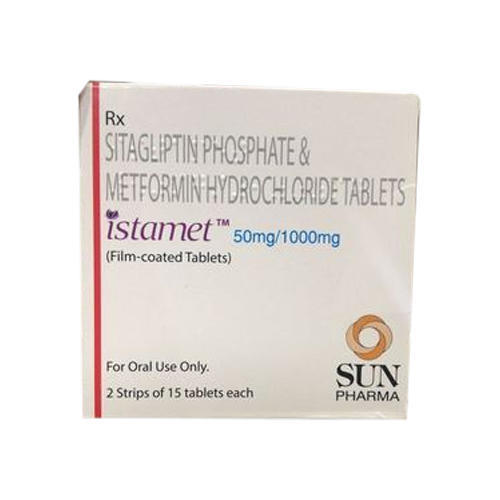 Rx
SITAGLIPTIN PHOSPHATE &
METFORMIN HYDROCHLORIDE TABLETS
istamet™ 50mg/1000mg
(Film-coated Tablets)
For Oral Use Only.
2 Strips of 15 tablets each
SUN
PHARMA